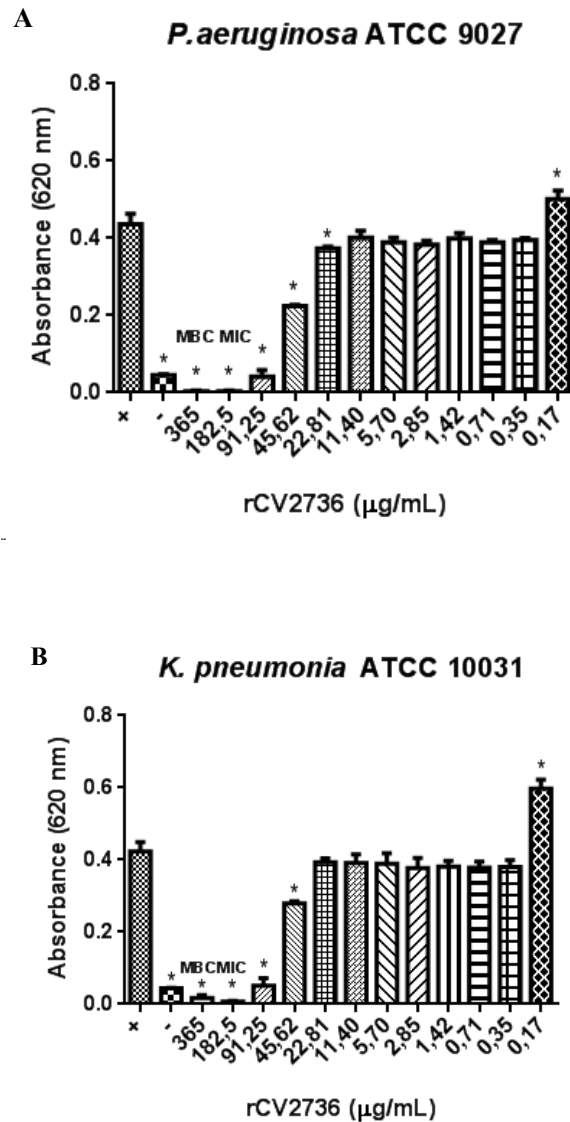 A
P.aeruginosa ATCC 9027
Absorbance (620 nm)
0.8
0.6
0.4
0.2
0.0
* * * * * * *
MBC MIC
+ - 365 182,5 91,25 45,62 22,81 11,40 5,70 2,85 1,42 0,71 0,35 0,17
rCV2736 (µg/mL)
B
K. pneumonia ATCC 10031
Absorbance (620 nm)
0.8
0.6
0.4
0.2
0.0
* * * * * *
MBCMIC
+ - 365 182,5 91,25 45,62 22,81 11,40 5,70 2,85 1,42 0,71 0,35 0,17
rCV2736 (µg/mL)